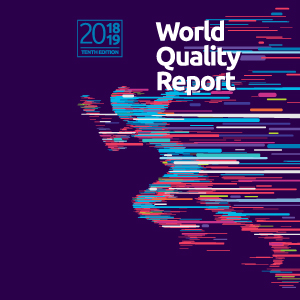 2018
19
TENTH EDITION
World
Quality
Report